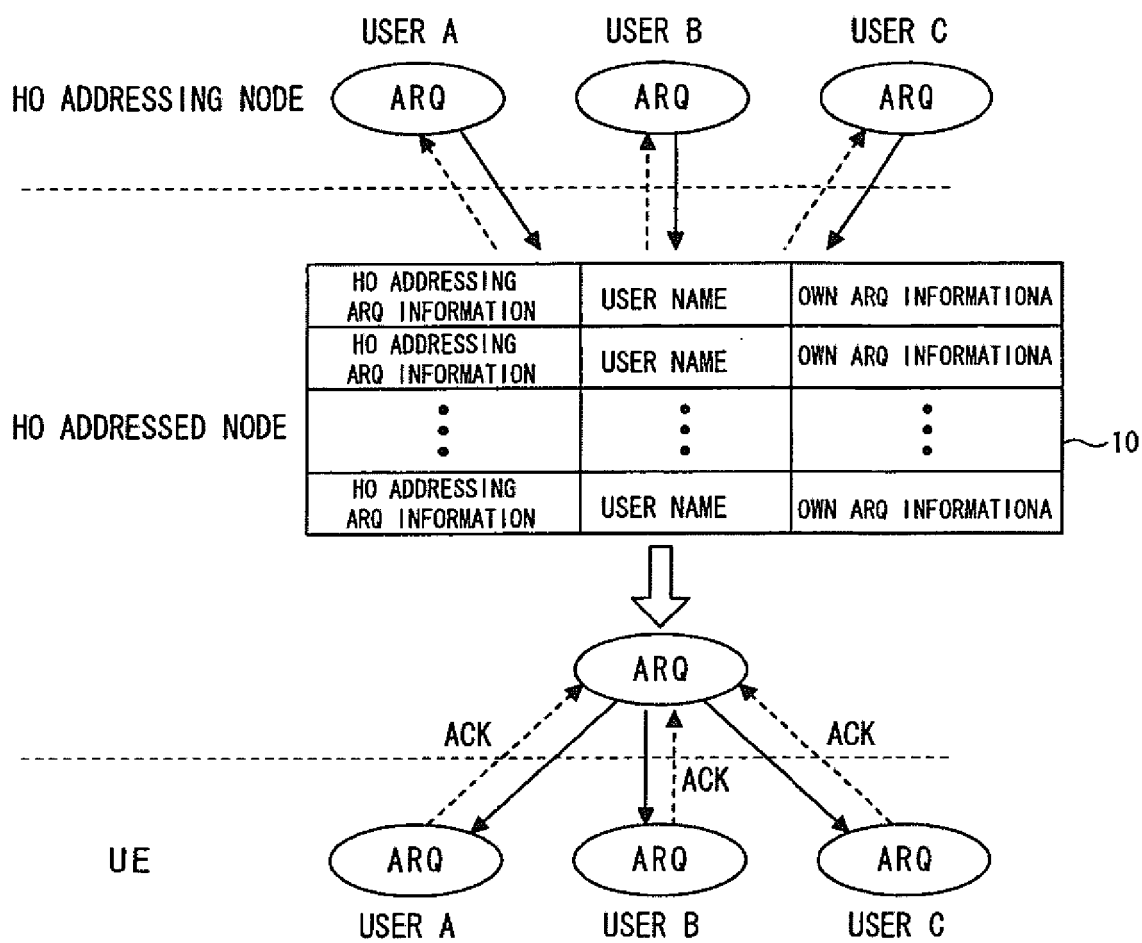 USER A USER B USER C
HO ADDRESSING NODE ARQ ARQ ARQ
HO ADDRESSING
ARQ INFORMATION
USER NAME
OWN ARQ INFORMATIONA
HO ADDRESSING
ARQ INFORMATION
USER NAME
OWN ARQ INFORMATIONA
HO ADDRESSED NODE
10
HO ADDRESSING
ARQ INFORMATION
USER NAME
OWN ARQ INFORMATIONA
ARQ
ACK ACK
ACK
UE ARQ ARQ ARQ
USER A USER B USER C